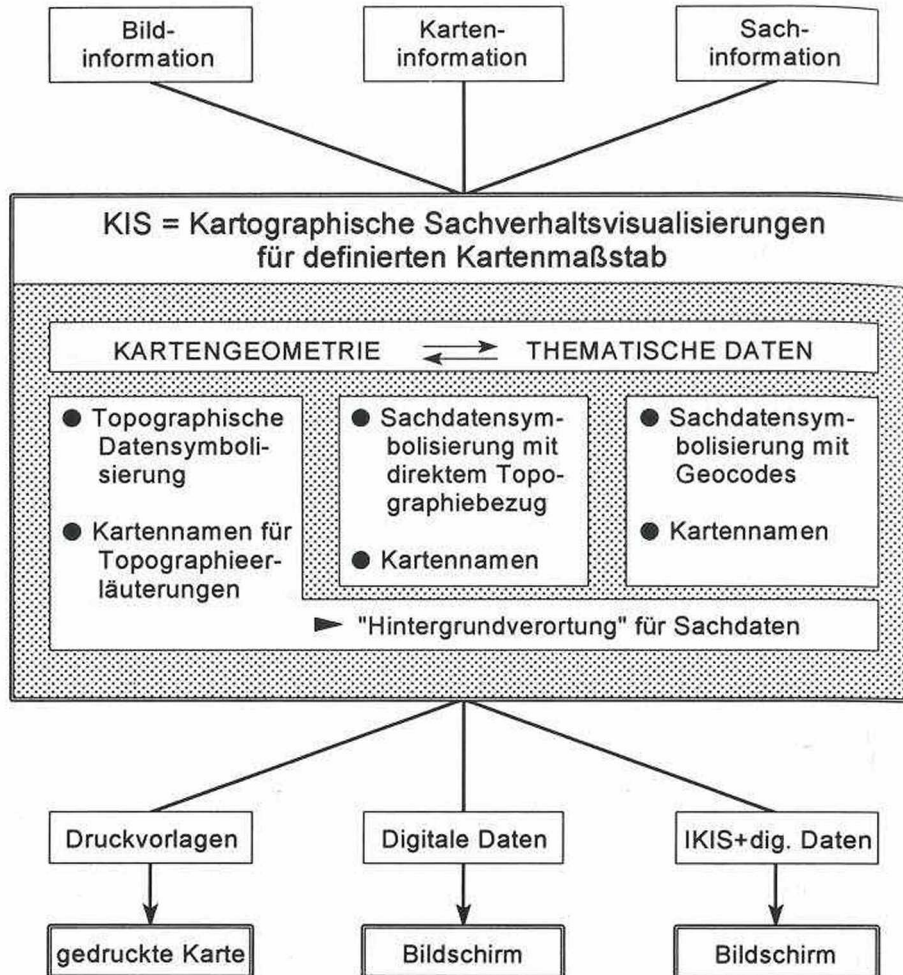 Bild-
information
Karten-
information
Sach-
information
KIS = Kartographische Sachverhaltsvisualisierungen
für definierten Kartenmaßstab
KARTENGEOMETRIE
THEMATISCHE DATEN
● Topographische
Datensymboli-
sierung
● Kartennamen für
Topographieer-
läuterungen
● Sachdatensym-
bolisierung mit
direktem Topo-
graphiebezug
● Kartennamen
● Sachdatensym-
bolisierung mit
Geocodes
● Kartennamen
► "Hintergrundverortung" für Sachdaten
Druckvorlagen
Digitale Daten
IKIS+dig. Daten
gedruckte Karte
Bildschirm
Bildschirm